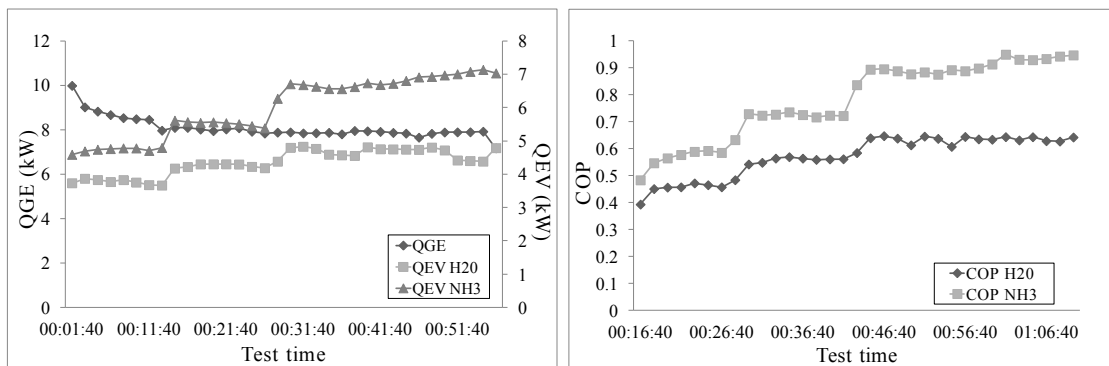 12
10
8
6
4
2
0
QGE (kW)
8
7
6
5
4
3
2
1
0
QEV (kW)
QGE
QEV H20
QEV NH3
00:01:40 00:11:40 00:21:40 00:31:40 00:41:40 00:51:40
Test time
1
0.9
0.8
0.7
0.6
0.5
0.4
0.3
0.2
0.1
0
COP
COP H20
COP NH3
00:16:40 00:26:40 00:36:40 00:46:40 00:56:40 01:06:40
Test time